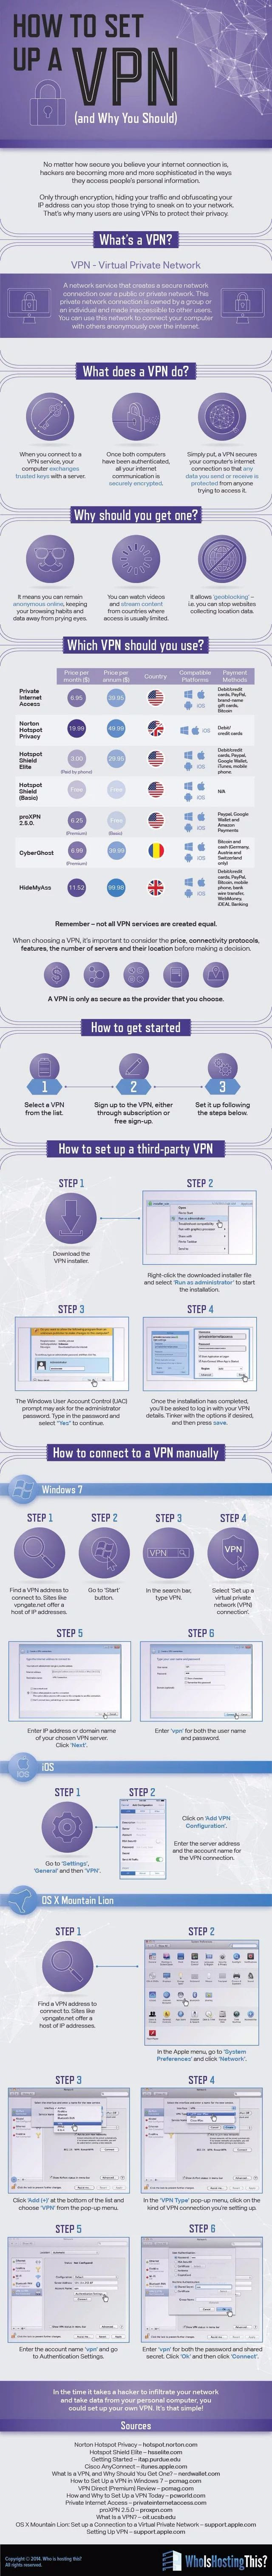 HOW TO SET
UP A
VPN
(and Why You Should)
No matter how secure you believe your internet connection is,
hackers are becoming more and more sophisticated in the ways
they access people's personal information.
Only through encryption, hiding your traffic and obfuscating your
IP address can you stop those trying to sneak on to your network.
That's why many users are using VPNs to protect their privacy.
What's a VPN?
VPN - Virtual Private Network
A network service that creates a secure network
connection over a public or private network. This
private network connection is owned by a group or
an individual and made inaccessible to other users.
You can use this network to connect your computer
with others anonymously over the internet.
What does a VPN do?
When you connect to a
VPN service, your
computer exchanges
trusted keys with a server.
Once both computers
have been authenticated,
all your internet
communication is
securely encrypted.
Simply put, a VPN secures
your computer's internet
connection so that any
data you send or receive is
protected from anyone
trying to access it.
Why should you get one?
It means you can remain
anonymous online, keeping
your browsing habits and
data away from prying eyes.
You can watch videos
and stream content
from countries where
access is usually limited.
It allows 'geoblocking' –
i.e. you can stop websites
collecting location data.
Which VPN should you use?
Price per
month ($)
Price per
annum ($)
Country
Compatible
Platforms
Payment
Methods
Private
Internet
Access
6.95
39.95
iOS
Debit/credit
cards, PayPal,
brand-name
gift cards,
Bitcoin
Norton
Hotspot
Privacy
19.99
49.99
iOS
Debit/
credit cards
Hotspot
Shield
Elite
3.00
(Paid by phone)
29.95
iOS
Debit/credit
cards, Paypal,
Google Wallet,
iTunes, mobile
phone.
Hotspot
Shield
(Basic)
Free
Free
iOS
N/A
proXPN
2.5.0.
6.25
(Premium)
Free
(Basic)
iOS
Paypal, Google
Wallet and
Amazon
Payments
CyberGhost
6.99
(Premium)
39.99
iOS
Bitcoin and
cash (Germany,
Austria and
Switzerland
only)
HideMyAss
11.52
99.98
iOS
Debit/credit
cards, PayPal,
Bitcoin, mobile
phone, bank
wire transfer,
WebMoney,
iDEAL Banking
Remember – not all VPN services are created equal.
When choosing a VPN, it's important to consider the price, connectivity protocols,
features, the number of servers and their location before making a decision.
A VPN is only as secure as the provider that you choose.
How to get started
1
2
3
Select a VPN
from the list.
Sign up to the VPN, either
through subscription or
free sign-up.
Set it up following
the steps below.
How to set up a third-party VPN
STEP 1
Download the
VPN installer.
STEP 2
Open
Run as administrator
Right-click the downloaded installer file
and select 'Run as administrator' to start
the installation.
STEP 3
The Windows User Account Control (UAC)
prompt may ask for the administrator
password. Type in the password and
select "Yes" to continue.
STEP 4
Once the installation has completed,
you'll be asked to log in with your VPN
details. Tinker with the options if desired,
and then press save.
How to connect to a VPN manually
Windows 7
STEP 1
STEP 2
STEP 3
STEP 4
VPN
VPN
Find a VPN address to
connect to. Sites like
vpngate.net offer a
host of IP addresses.
Go to 'Start'
button.
In the search bar,
type VPN.
Select 'Set up a
virtual private
network (VPN)
connection'.
STEP 5
Enter IP address or domain name
of your chosen VPN server.
Click 'Next'.
STEP 6
Enter 'vpn' for both the user name
and password.
iOS
iOS
STEP 1
Go to 'Settings',
'General' and then 'VPN'.
STEP 2
Click on 'Add VPN
Configuration'.
Enter the server address
and the account name for
the VPN connection.
OS X Mountain Lion
STEP 1
Find a VPN address to
connect to. Sites like
vpngate.net offer a
host of IP addresses.
STEP 2
In the Apple menu, go to 'System
Preferences' and click 'Network'.
STEP 3
Click 'Add (+)' at the bottom of the list and
choose 'VPN' from the pop-up menu.
STEP 4
In the 'VPN Type' pop-up menu, click on the
kind of VPN connection you're setting up.
STEP 5
Enter the account name 'vpn' and go
to Authentication Settings.
STEP 6
Enter 'vpn' for both the password and shared
secret. Click 'Ok' and then click 'Connect'.
In the time it takes a hacker to infiltrate your network
and take data from your personal computer, you
could set up your own VPN. It's that simple!
Sources
Norton Hotspot Privacy – hotspot.norton.com
Hotspot Shield Elite – hsselite.com
Getting Started – itap.purdue.edu
Cisco AnyConnect – itunes.apple.com
What Is a VPN, and Why Should You Get One? – nerdwallet.com
How to Set Up a VPN in Windows 7 – pcmag.com
VPN Direct (Premium) Review – pcmag.com
How and Why to Set Up a VPN Today – pcworld.com
Private Internet Access – privateinternetaccess.com
proXPN 2.5.0 – proxpn.com
What Is a VPN? – cit.ucsb.edu
OS X Mountain Lion: Set up a Connection to a Virtual Private Network – support.apple.com
Setting Up VPN – support.apple.com
Copyright © 2014. Who is hosting this?
All rights reserved.
WhoIsHostingThis?